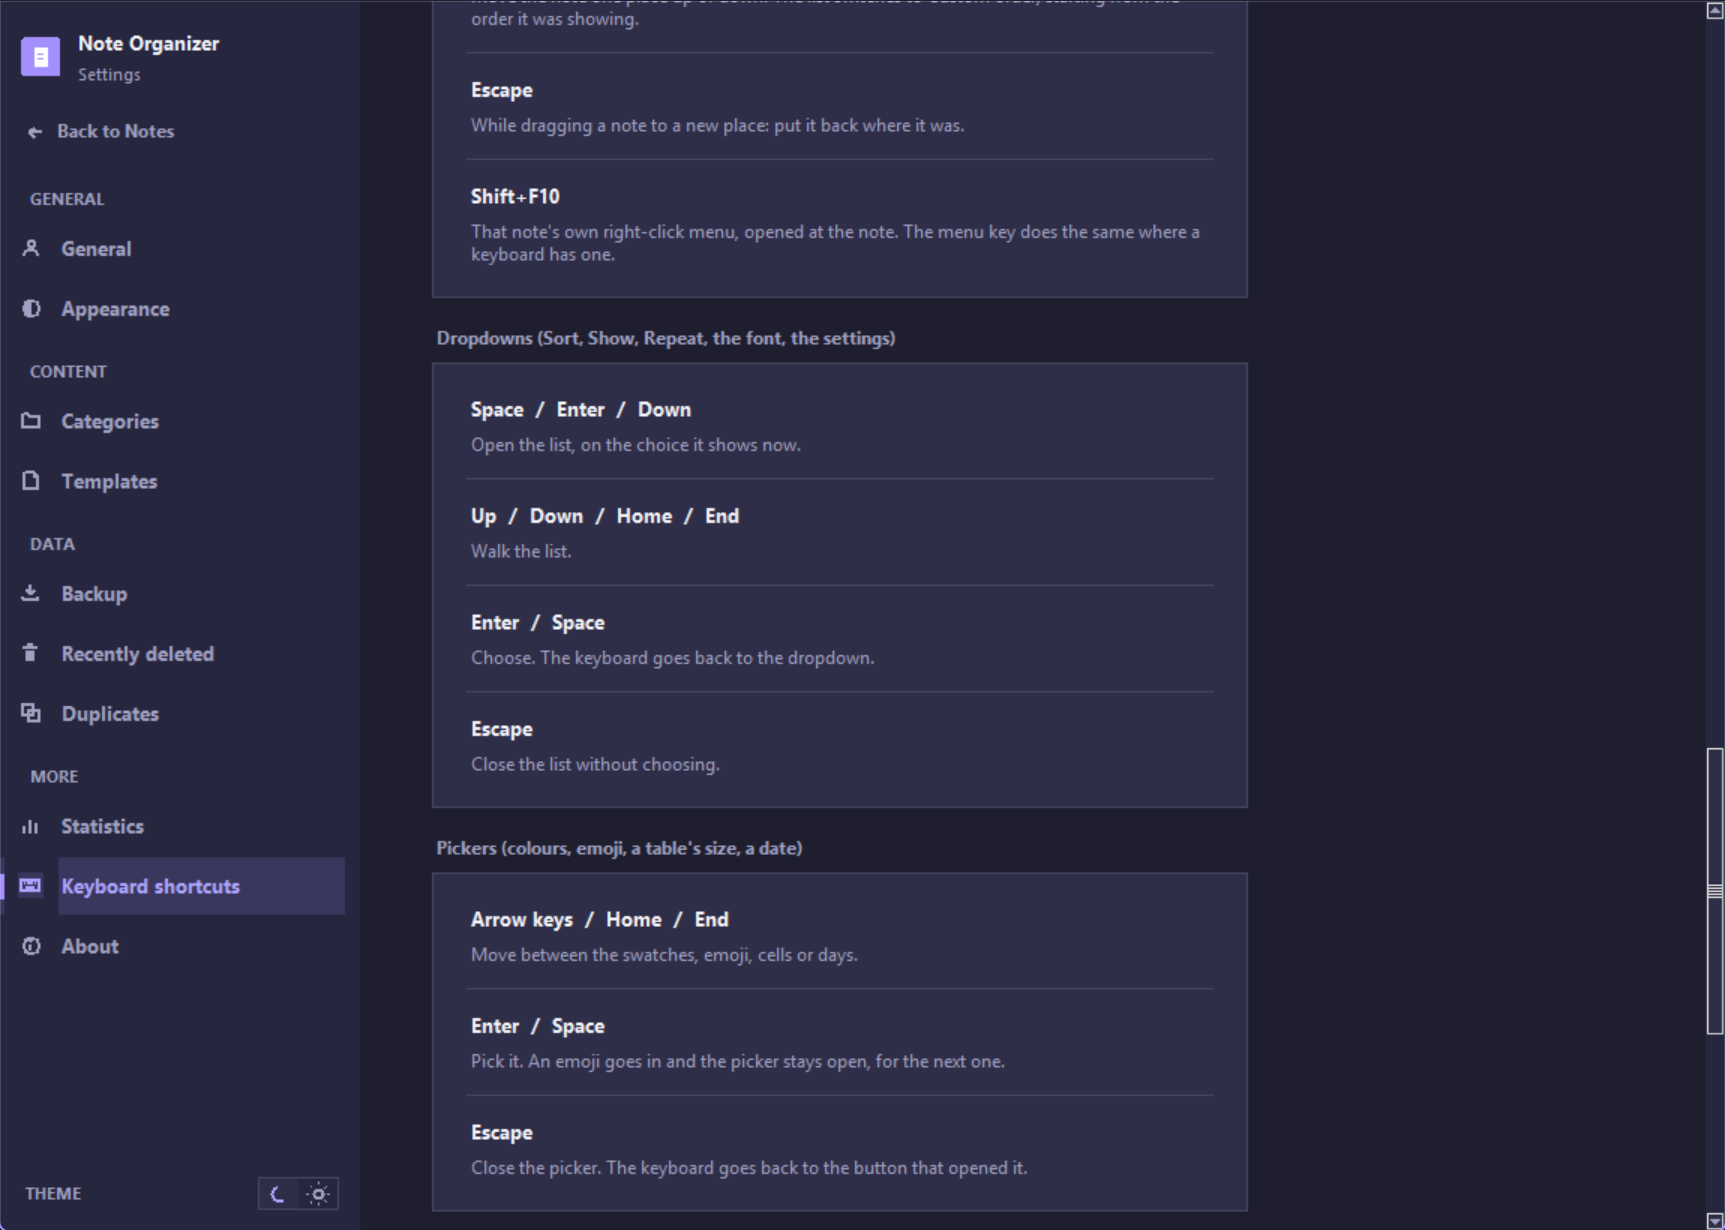 Note Organizer
Settings
Back to Notes
GENERAL
General
Appearance
CONTENT
Categories
Templates
DATA
Backup
Recently deleted
Duplicates
MORE
Statistics
Keyboard shortcuts
About
THEME
order it was showing.
Escape
While dragging a note to a new place: put it back where it was.
Shift+F10
That note's own right-click menu, opened at the note. The menu key does the same where a
keyboard has one.
Dropdowns (Sort, Show, Repeat, the font, the settings)
Space / Enter / Down
Open the list, on the choice it shows now.
Up / Down / Home / End
Walk the list.
Enter / Space
Choose. The keyboard goes back to the dropdown.
Escape
Close the list without choosing.
Pickers (colours, emoji, a table's size, a date)
Arrow keys / Home / End
Move between the swatches, emoji, cells or days.
Enter / Space
Pick it. An emoji goes in and the picker stays open, for the next one.
Escape
Close the picker. The keyboard goes back to the button that opened it.